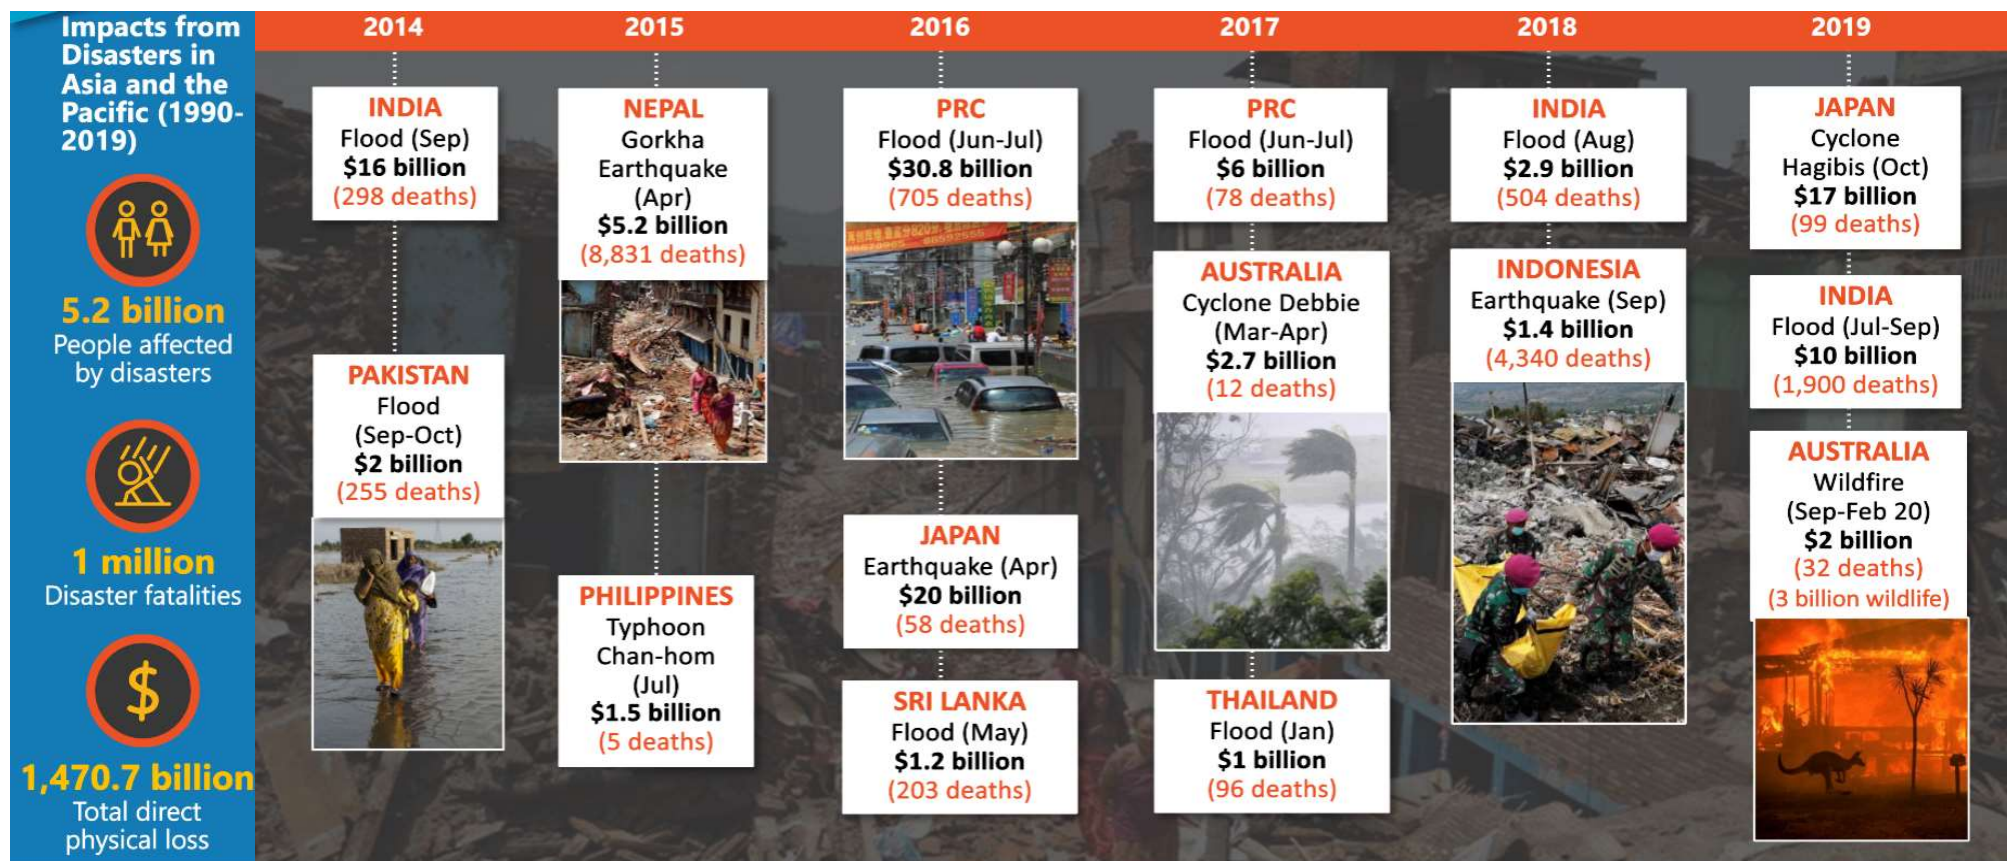 Impacts from
Disasters in
Asia and the
Pacific (1990-
2019)
5.2 billion
People affected
by disasters
1 million
Disaster fatalities
$
1,470.7 billion
Total direct
physical loss
2014
INDIA
Flood (Sep)
$16 billion
(298 deaths)
PAKISTAN
Flood
(Sep-Oct)
$2 billion
(255 deaths)
2015
NEPAL
Gorkha
Earthquake
(Apr)
$5.2 billion
(8,831 deaths)
PHILIPPINES
Typhoon
Chan-hom
(Jul)
$1.5 billion
(5 deaths)
2016
PRC
Flood (Jun-Jul)
$30.8 billion
(705 deaths)
JAPAN
Earthquake (Apr)
$20 billion
(58 deaths)
SRI LANKA
Flood (May)
$1.2 billion
(203 deaths)
2017
PRC
Flood (Jun-Jul)
$6 billion
(78 deaths)
AUSTRALIA
Cyclone Debbie
(Mar-Apr)
$2.7 billion
(12 deaths)
THAILAND
Flood (Jan)
$1 billion
(96 deaths)
2018
INDIA
Flood (Aug)
$2.9 billion
(504 deaths)
INDONESIA
Earthquake (Sep)
$1.4 billion
(4,340 deaths)
2019
JAPAN
Cyclone
Hagibis (Oct)
$17 billion
(99 deaths)
INDIA
Flood (Jul-Sep)
$10 billion
(1,900 deaths)
AUSTRALIA
Wildfire
(Sep-Feb 20)
$2 billion
(32 deaths)
(3 billion wildlife)